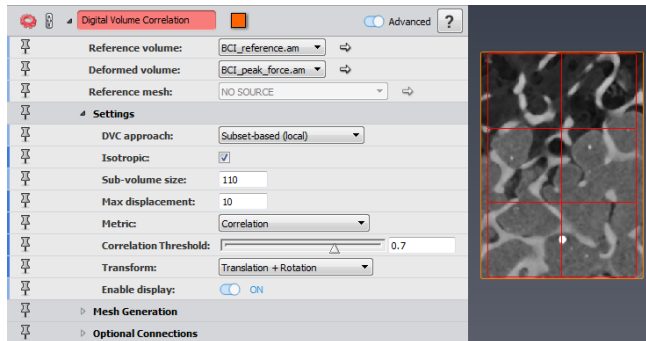 Digital Volume Correlation Advanced ?
Reference volume: BCI_reference.am
Deformed volume: BCI_peak_force.am
Reference mesh: NO SOURCE
Settings
DVC approach: Subset-based (local)
Isotropic:
Sub-volume size: 110
Max displacement: 10
Metric: Correlation
Correlation Threshold: 0.7
Transform: Translation + Rotation
Enable display: ON
Mesh Generation
Optional Connections